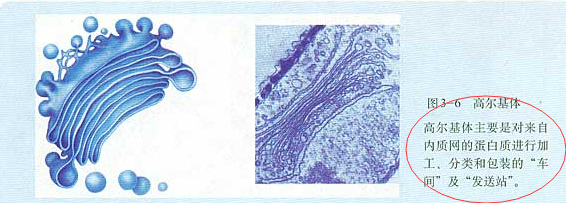 图3-6 高尔基体
高尔基体主要是对来自
内质网的蛋白质进行加
工、分类和包装的“车
间”及“发送站”。